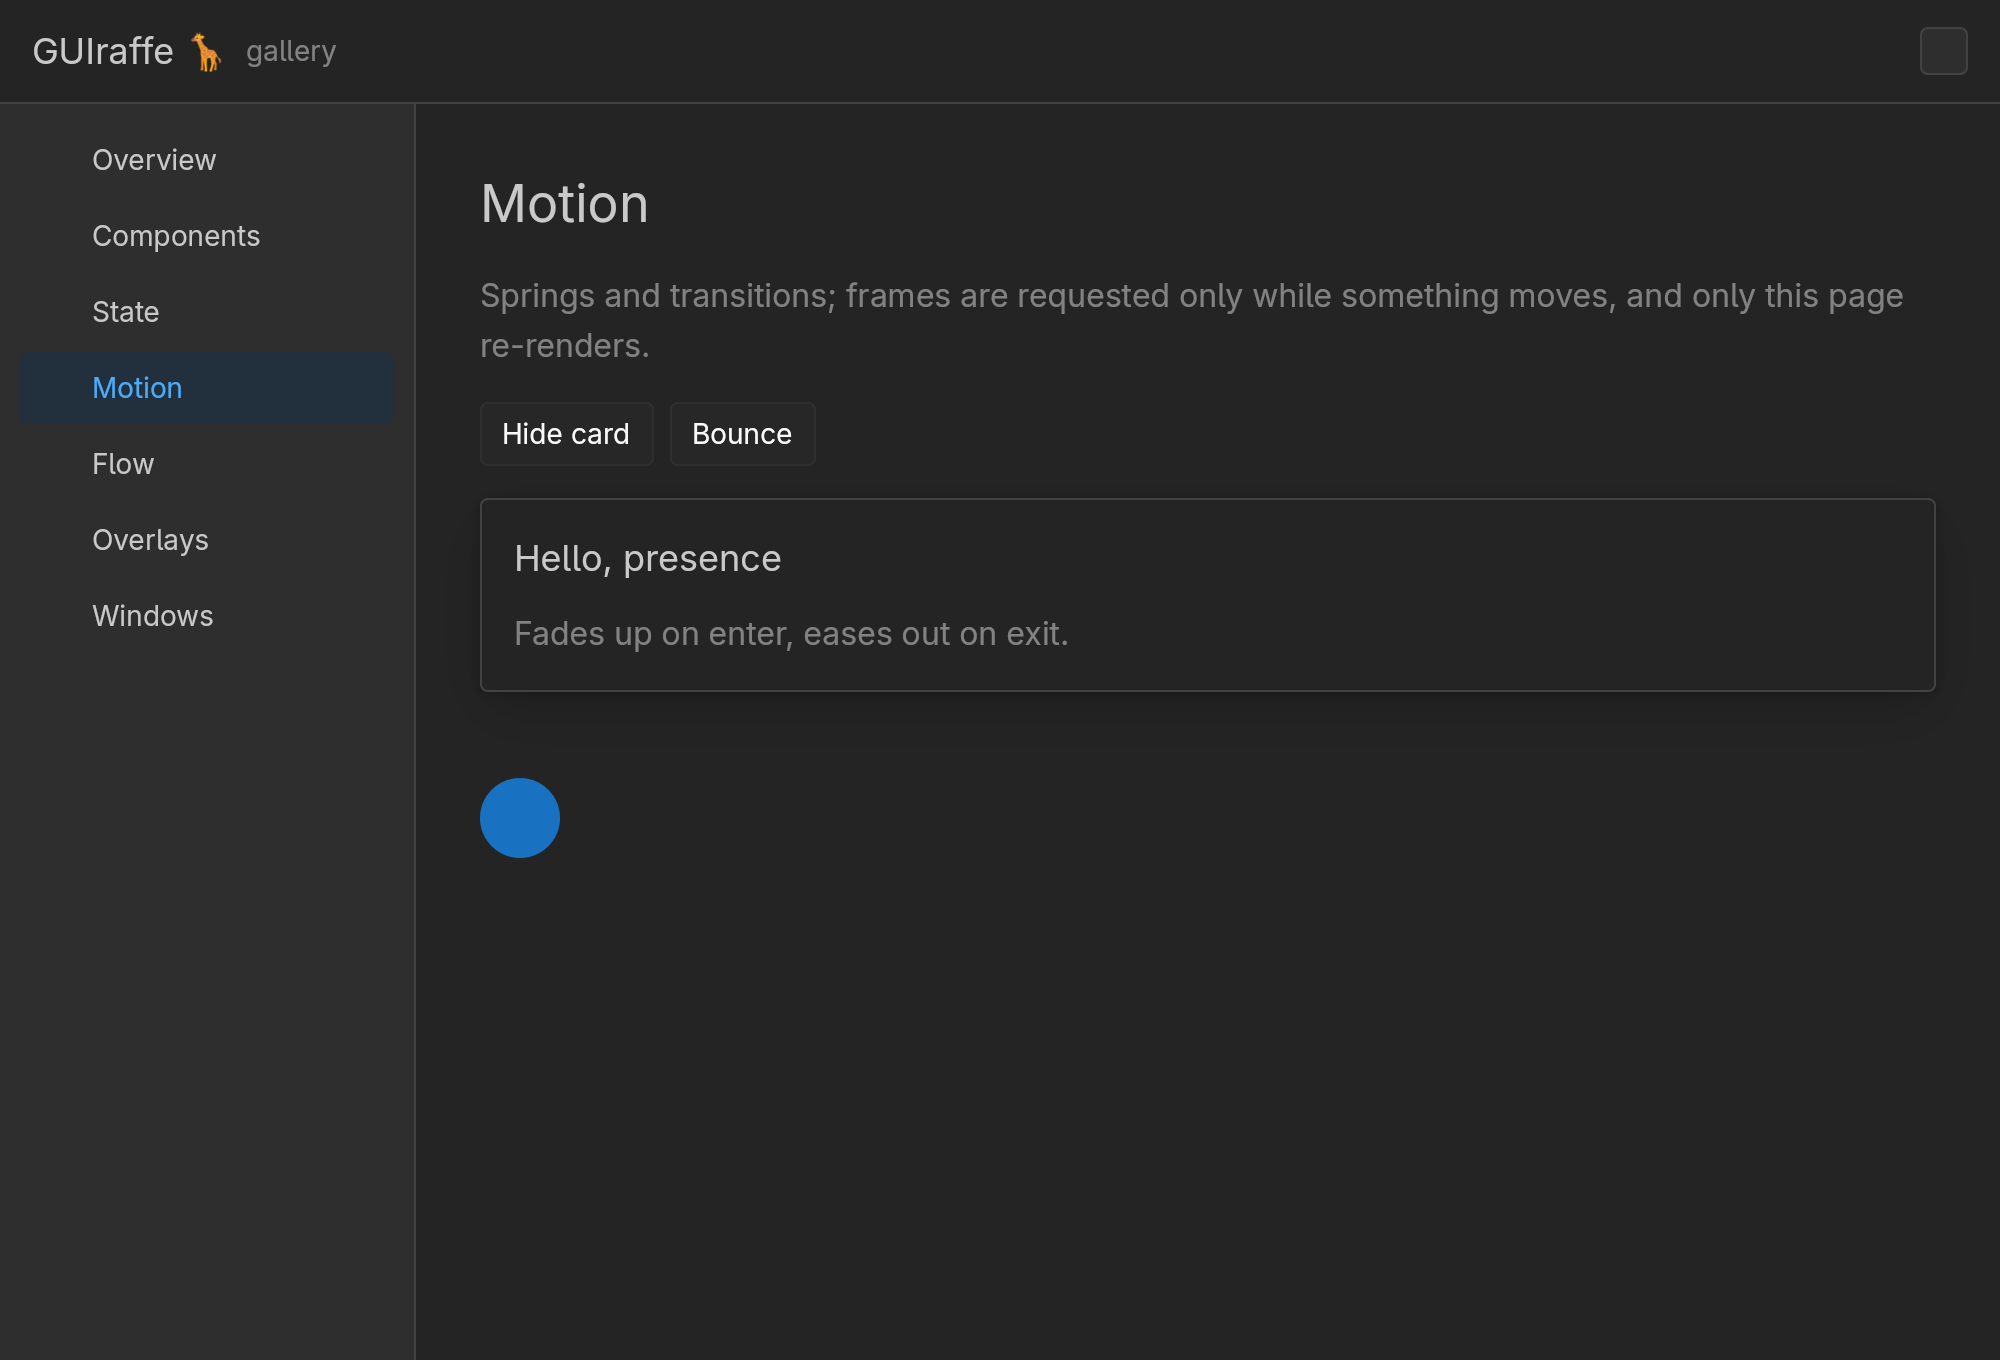 GUIraffe 🦒 gallery
Overview
Components
State
Motion
Flow
Overlays
Windows
Motion
Springs and transitions; frames are requested only while something moves, and only this page
re-renders.
Hide card
Bounce
Hello, presence
Fades up on enter, eases out on exit.